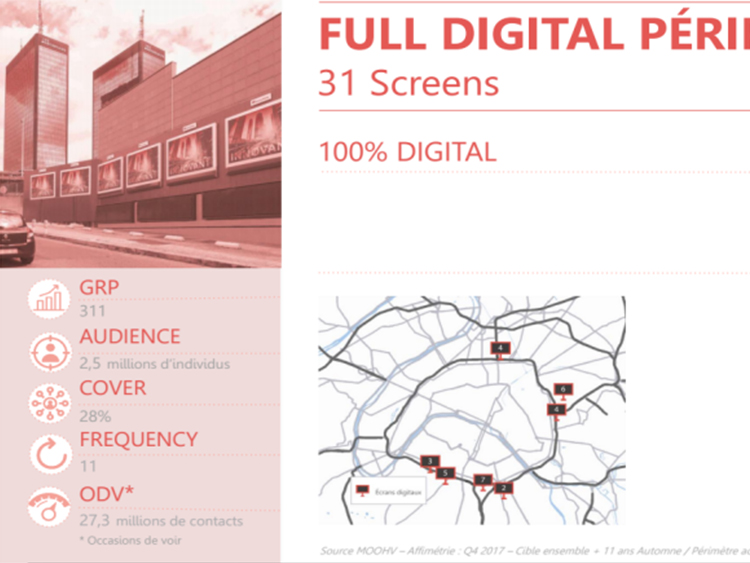 FULL DIGITAL
31 Screens
100% DIGITAL
GRP
311
AUDIENCE
2,5 millions d'individus
COVER
28%
FREQUENCY
11
ODV*
27,3 millions de contacts
* Occasions de voir
4
6
4
3
5
7
2
Écrans digitaux
Source MOOHV – Affimétrie : Q4 2017 – Cible ensemble + 11 ans Automne / Périmètre